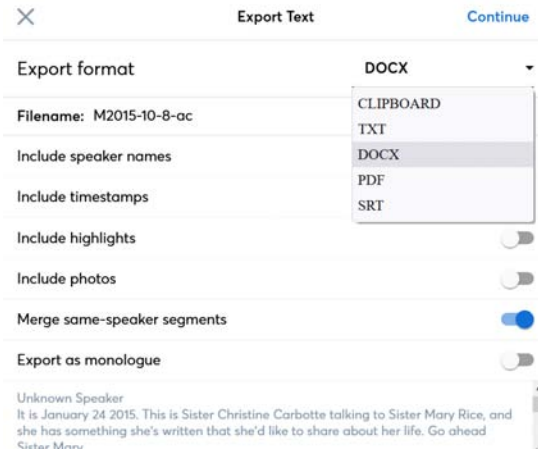 Export Text
Continue
Export format
DOCX
CLIPBOARD
Filename: M2015-10-8-ac
TXT
Include speaker names
DOCX
PDF
Include timestamps
SRT
Include highlights
Include photos
Merge same-speaker segments
Export as monologue
Unknown Speaker
It is January 24 2015. This is Sister Christine Carbotte talking to Sister Mary Rice, and
she has something she's written that she'd like to share about her life. Go ahead
Sister Mary